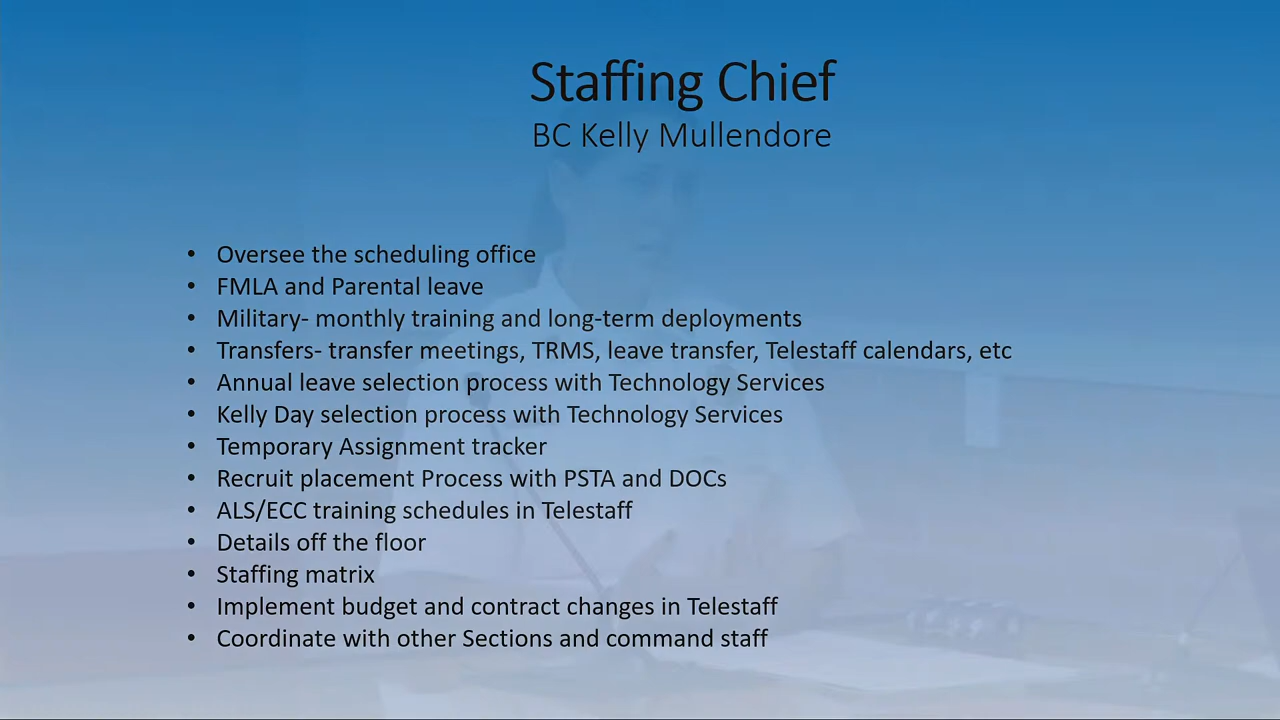 Staffing Chief
BC Kelly Mullendore
• Oversee the scheduling office
• FMLA and Parental leave
• Military- monthly training and long-term deployments
• Transfers- transfer meetings, TRMS, leave transfer, Telestaff calendars, etc
• Annual leave selection process with Technology Services
• Kelly Day selection process with Technology Services
• Temporary Assignment tracker
• Recruit placement Process with PSTA and DOCs
• ALS/ECC training schedules in Telestaff
• Details off the floor
• Staffing matrix
• Implement budget and contract changes in Telestaff
• Coordinate with other Sections and command staff